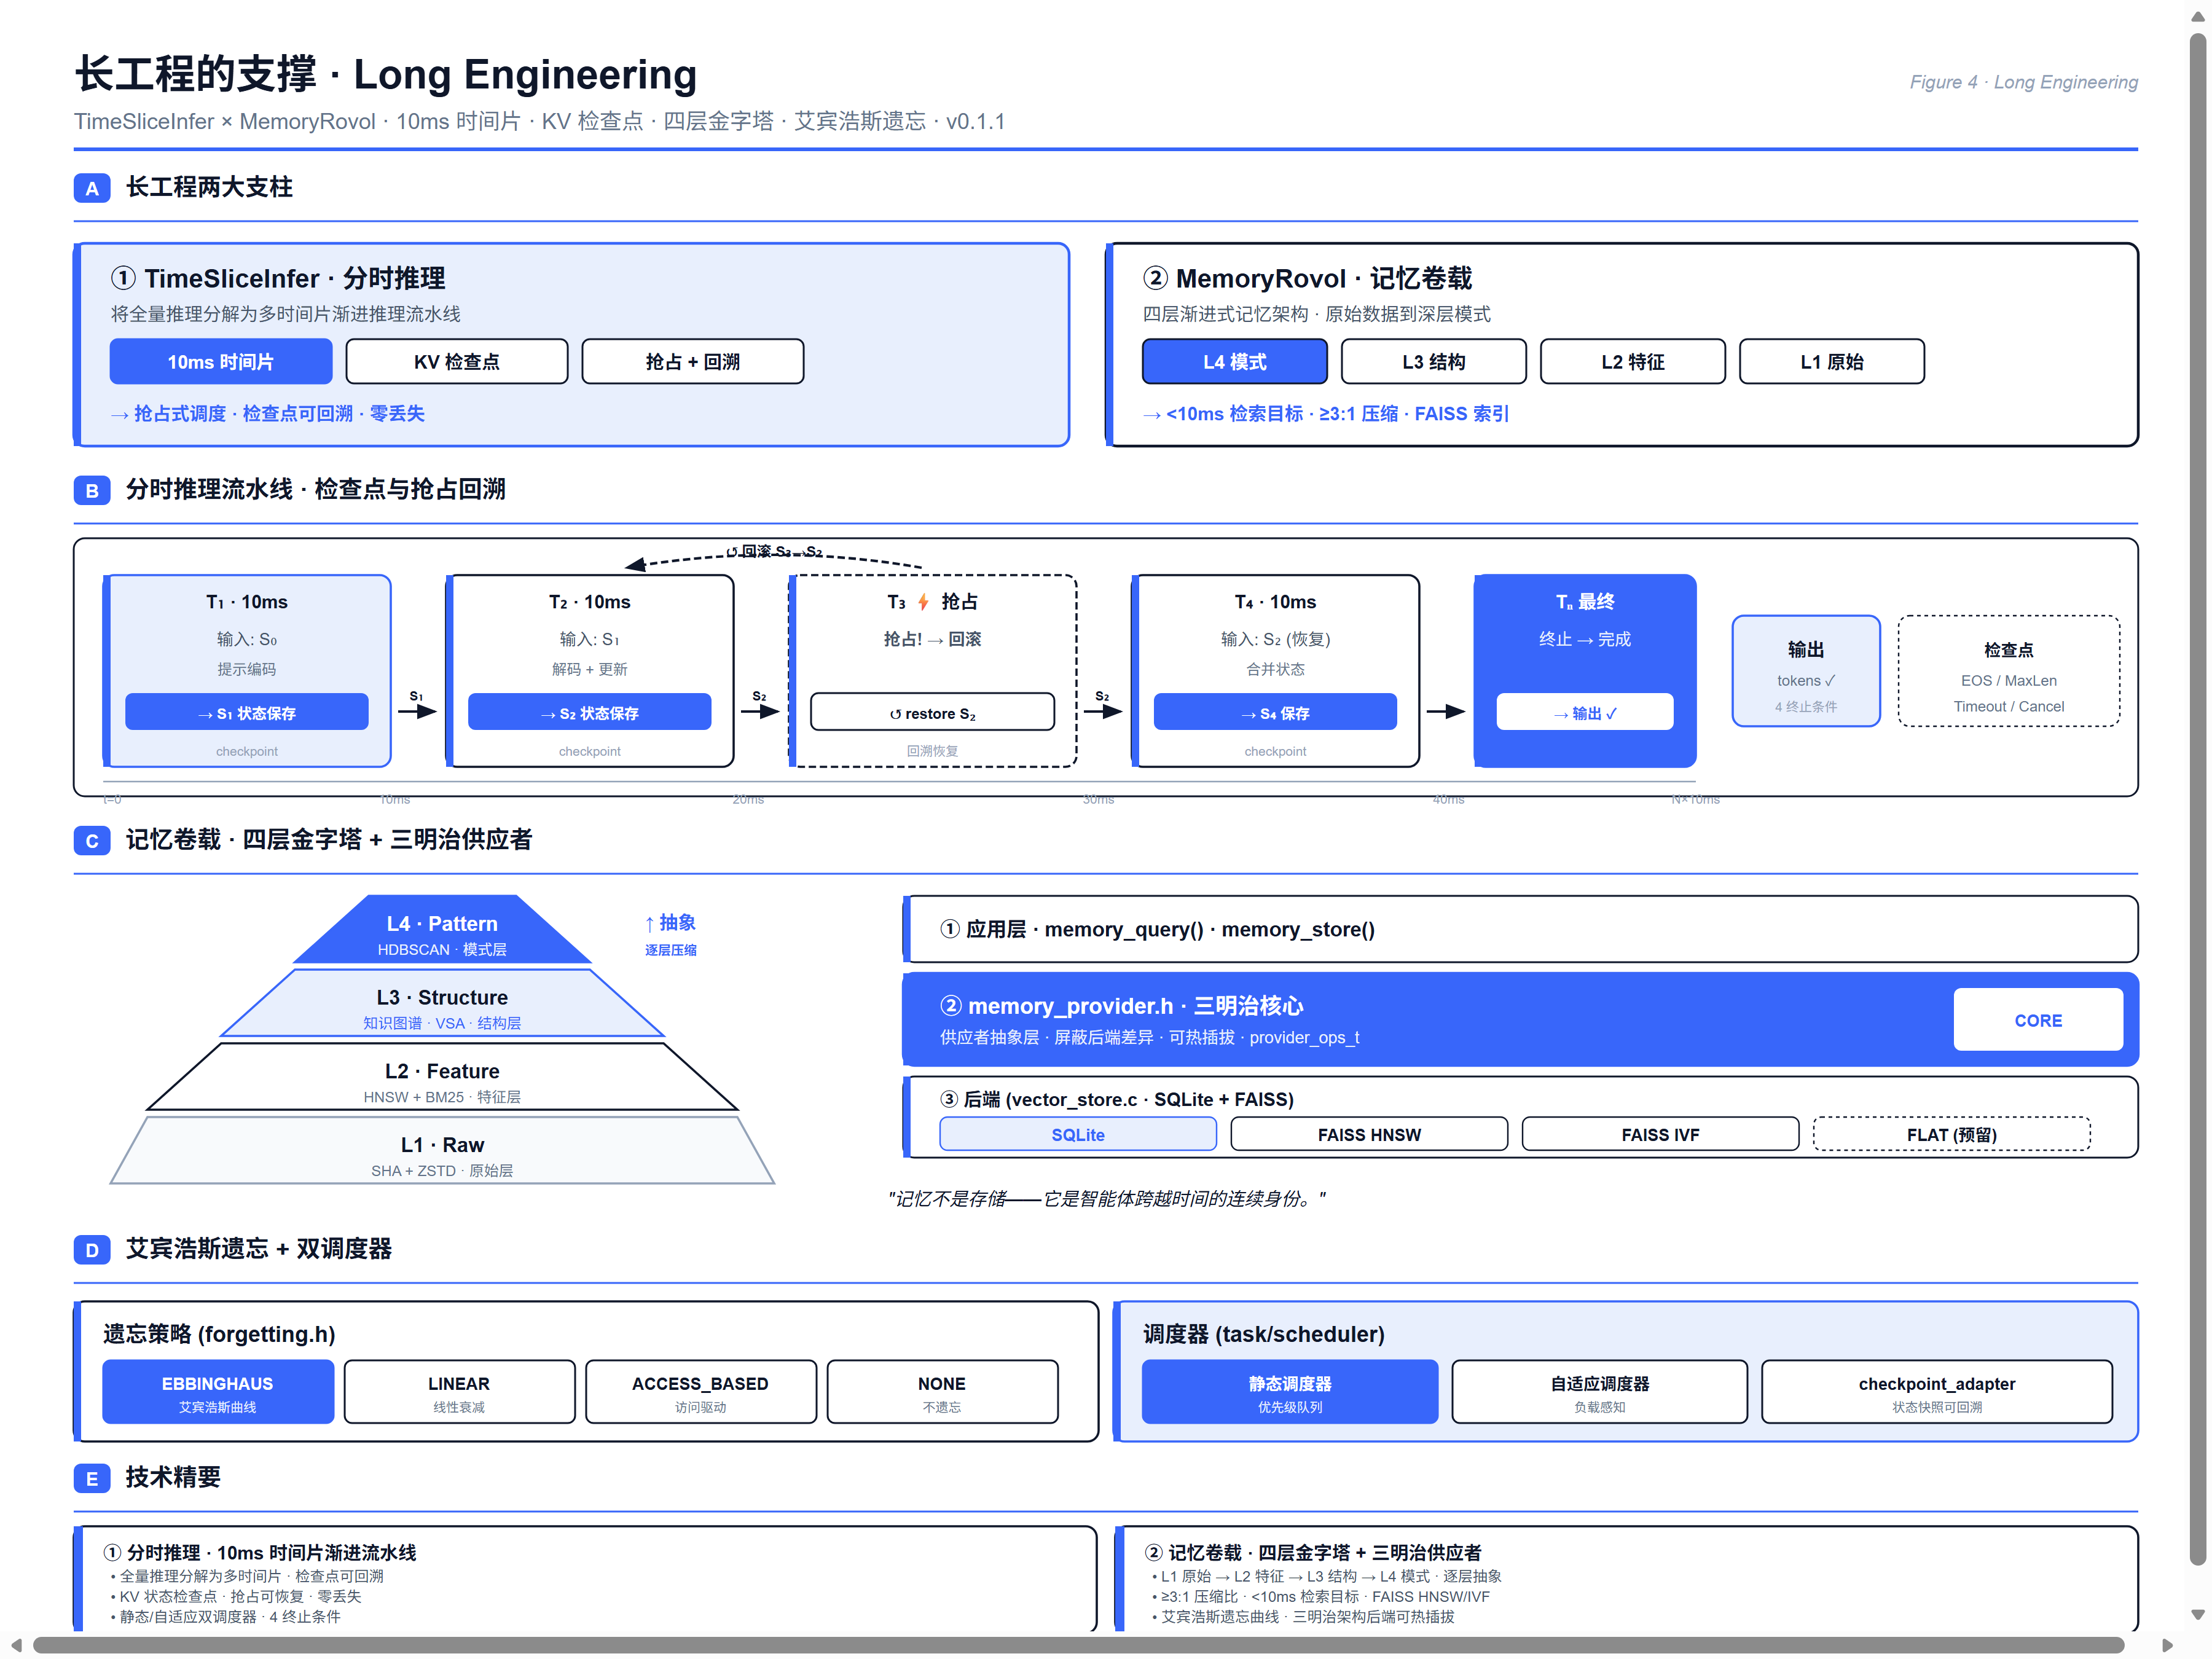 长工程的支撑 · Long Engineering
Figure 4 · Long Engineering
TimeSliceInfer × MemoryRovol · 10ms 时间片 · KV 检查点 · 四层金字塔 · 艾宾浩斯遗忘 · v0.1.1
A 长工程两大支柱
① TimeSliceInfer · 分时推理
将全量推理分解为多时间片渐进推理流水线
10ms 时间片
KV 检查点
抢占 + 回溯
→ 抢占式调度 · 检查点可回溯 · 零丢失
② MemoryRovol · 记忆卷载
四层渐进式记忆架构 · 原始数据到深层模式
L4 模式
L3 结构
L2 特征
L1 原始
→ <10ms 检索目标 · ≥3:1 压缩 · FAISS 索引
B 分时推理流水线 · 检查点与抢占回溯
↺ 回滚 S₃→S₂
T₁ · 10ms
输入: S₀
提示编码
→ S₁ 状态保存
checkpoint
S₁
T₂ · 10ms
输入: S₁
解码 + 更新
→ S₂ 状态保存
checkpoint
S₂
T₃ ⚡ 抢占
抢占! → 回滚
↺ restore S₂
回溯恢复
S₂
T₄ · 10ms
输入: S₂ (恢复)
合并状态
→ S₄ 保存
checkpoint
Tₙ 最终
终止 → 完成
→ 输出 ✓
输出
tokens ✓
4 终止条件
检查点
EOS / MaxLen
Timeout / Cancel
t=0
10ms
20ms
30ms
40ms
N×10ms
C 记忆卷载 · 四层金字塔 + 三明治供应者
L4 · Pattern
HDBSCAN · 模式层
↑ 抽象
逐层压缩
L3 · Structure
知识图谱 · VSA · 结构层
L2 · Feature
HNSW + BM25 · 特征层
L1 · Raw
SHA + ZSTD · 原始层
① 应用层 · memory_query() · memory_store()
② memory_provider.h · 三明治核心
供应者抽象层 · 屏蔽后端差异 · 可热插拔 · provider_ops_t
CORE
③ 后端 (vector_store.c · SQLite + FAISS)
SQLite
FAISS HNSW
FAISS IVF
FLAT (预留)
"记忆不是存储——它是智能体跨越时间的连续身份。"
D 艾宾浩斯遗忘 + 双调度器
遗忘策略 (forgetting.h)
EBBINGHAUS
艾宾浩斯曲线
LINEAR
线性衰减
ACCESS_BASED
访问驱动
NONE
不遗忘
调度器 (task/scheduler)
静态调度器
优先级队列
自适应调度器
负载感知
checkpoint_adapter
状态快照可回溯
E 技术精要
① 分时推理 · 10ms 时间片渐进流水线
• 全量推理分解为多时间片 · 检查点可回溯
• KV 状态检查点 · 抢占可恢复 · 零丢失
• 静态/自适应双调度器 · 4 终止条件
② 记忆卷载 · 四层金字塔 + 三明治供应者
• L1 原始 → L2 特征 → L3 结构 → L4 模式 · 逐层抽象
• ≥3:1 压缩比 · <10ms 检索目标 · FAISS HNSW/IVF
• 艾宾浩斯遗忘曲线 · 三明治架构后端可热插拔